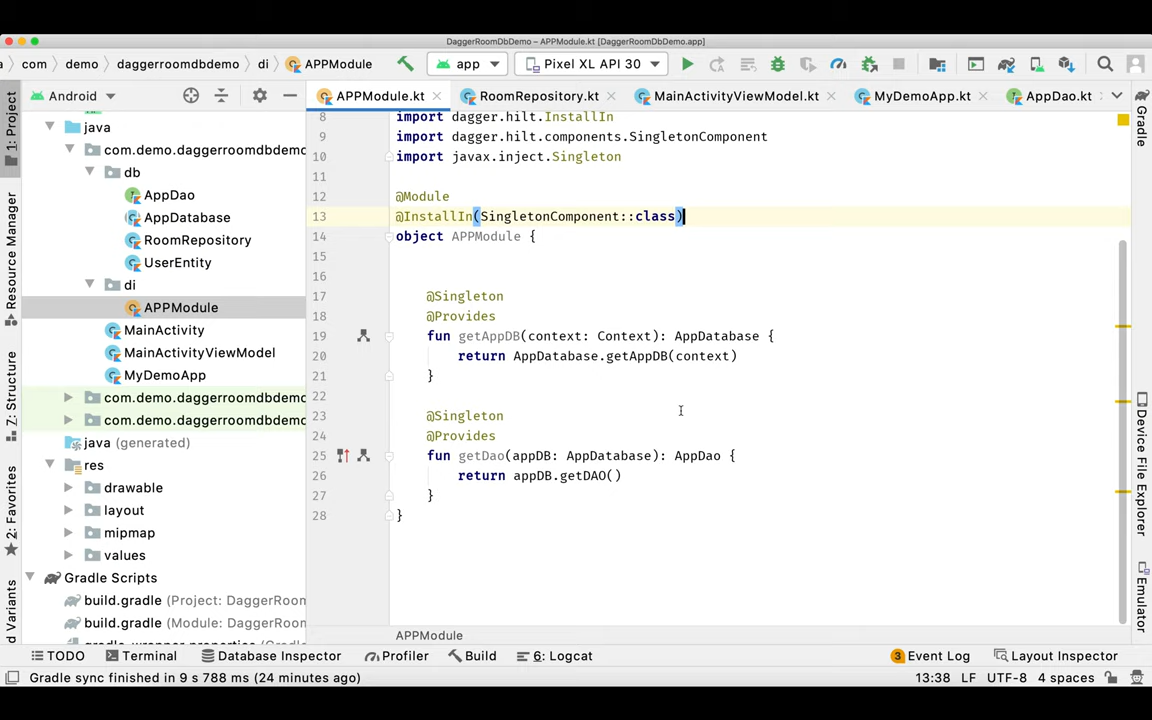 DaggerRoomDbDemo – APPModule.kt [DaggerRoomDbDemo.app]
com demo daggerroomdbdemo di APPModule app Pixel XL API 30
Android
APPModule.kt RoomRepository.kt MainActivityViewModel.kt MyDemoApp.kt AppDao.kt
1: Project
Resource Manager
Z: Structure
2: Favorites
Variants
java
com.demo.daggerroomdbdemo
db
AppDao
AppDatabase
RoomRepository
UserEntity
di
APPModule
MainActivity
MainActivityViewModel
MyDemoApp
com.demo.daggerroomdbdemo
com.demo.daggerroomdbdemo
java (generated)
res
drawable
layout
mipmap
values
Gradle Scripts
build.gradle (Project: DaggerRoom
build.gradle (Module: DaggerRoom
8 import dagger.hilt.InstallIn
9 import dagger.hilt.components.SingletonComponent
10 import javax.inject.Singleton
11
12 @Module
13 @InstallIn(SingletonComponent::class)
14 object APPModule {
15
16
17 @Singleton
18 @Provides
19 fun getAppDB(context: Context): AppDatabase {
20 return AppDatabase.getAppDB(context)
21 }
22
23 @Singleton
24 @Provides
25 fun getDao(appDB: AppDatabase): AppDao {
26 return appDB.getDAO()
27 }
28 }
APPModule
Gradle
Device File Explorer
Emulator
TODO Terminal Database Inspector Profiler Build 6: Logcat 3 Event Log Layout Inspector
Gradle sync finished in 9 s 788 ms (24 minutes ago) 13:38 LF UTF-8 4 spaces